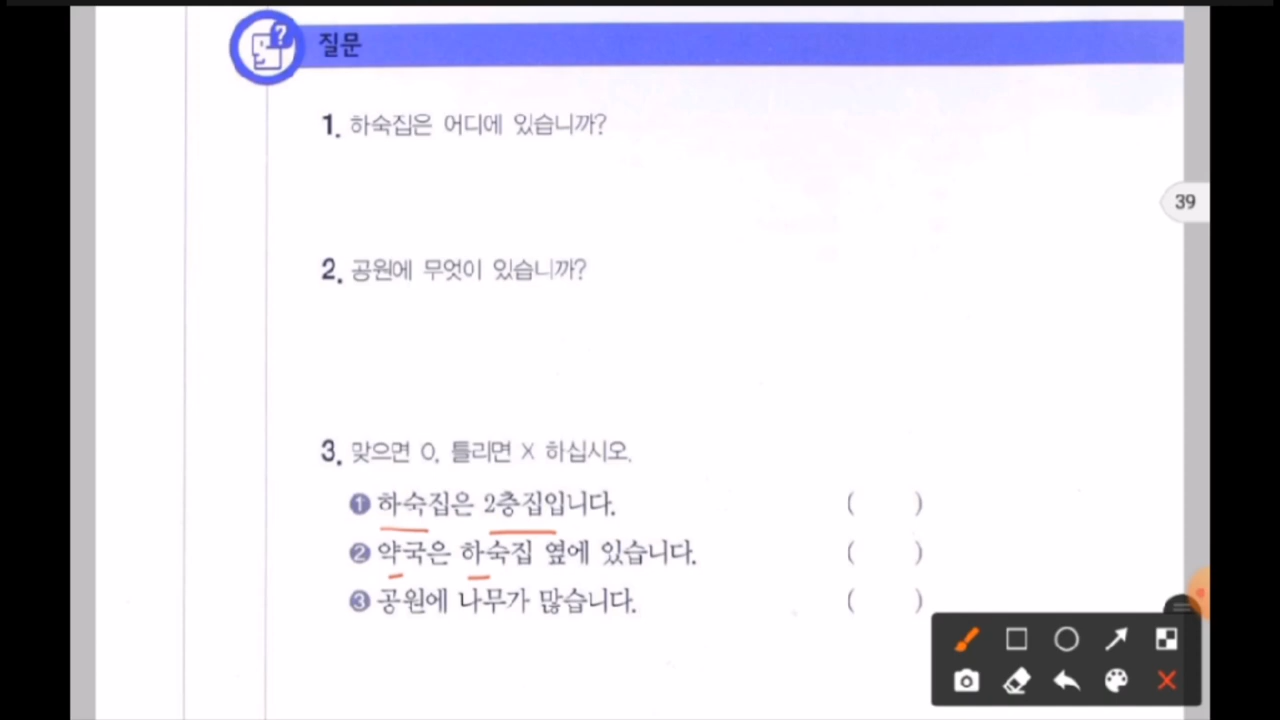 질문
1. 하숙집은 어디에 있습니까?
39
2. 공원에 무엇이 있습니까?
3. 맞으면 O, 틀리면 X 하십시오.
❶ 하숙집은 2층집입니다. ( )
❷ 약국은 하숙집 옆에 있습니다. ( )
❸ 공원에 나무가 많습니다. ( )